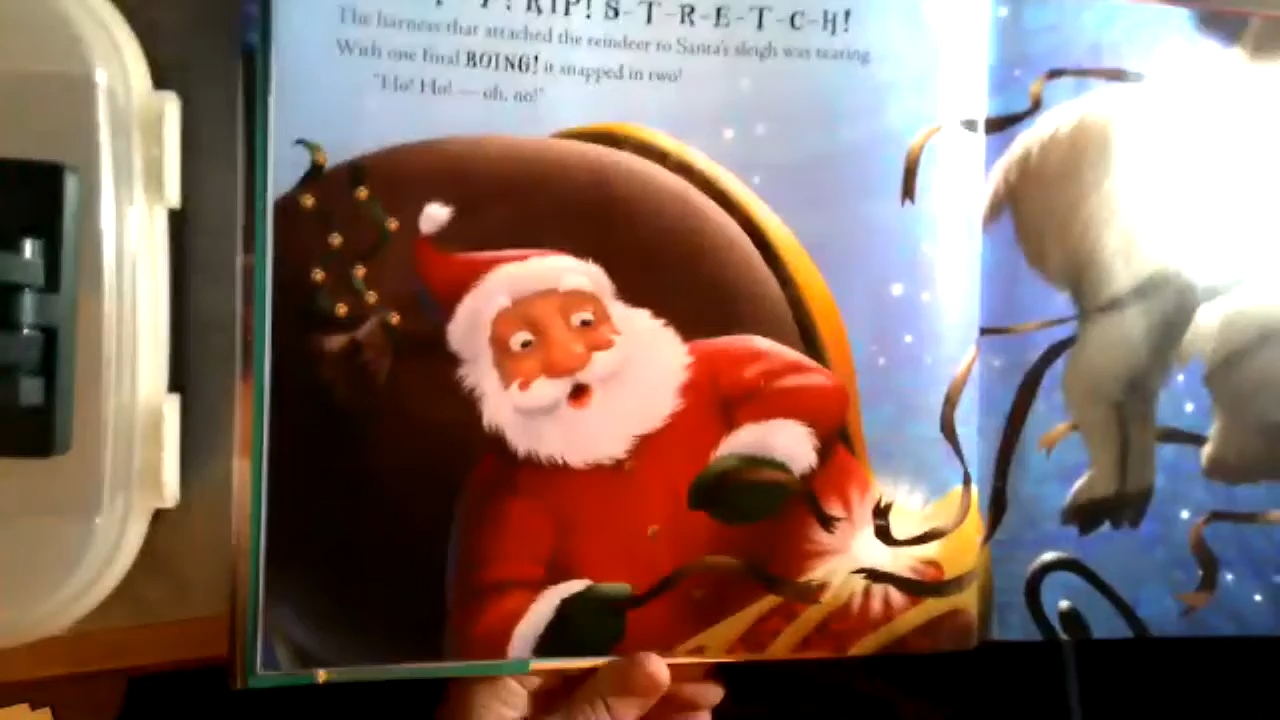 RIP! S-T-R-E-T-C-H!
The harness that attached the reindeer to Santa's sleigh was tearing.
With one final BOING! it snapped in two!
"Ho! Ho! — oh, no!"